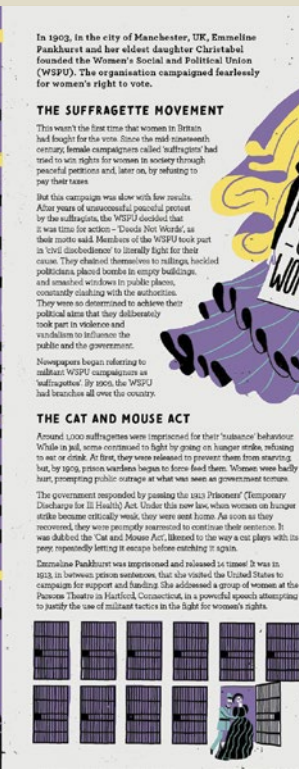 In 1903, in the city of Manchester, UK, Emmeline
Pankhurst and her eldest daughter Christabel
founded the Women's Social and Political Union
(WSPU). The organisation campaigned fearlessly
for women's right to vote.
THE SUFFRAGETTE MOVEMENT
This wasn't the first time that women in Britain
had fought for the vote. Since the mid-nineteenth
century, female campaigners called 'suffragists' had
tried to win rights for women in society through
peaceful petitions and, later on, by refusing to
pay their taxes.
But this campaign was slow with few results.
After years of unsuccessful peaceful protest
by the suffragists, the WSPU decided that
it was time for action – 'Deeds Not Words', as
their motto said. Members of the WSPU took part
in 'civil disobedience' to literally fight for their
cause. They chained themselves to railings, heckled
politicians, placed bombs in empty buildings,
and smashed windows in public places,
constantly clashing with the authorities.
They were so determined to achieve their
political aims that they deliberately
took part in violence and
vandalism to influence the
public and the government.
Newspapers began referring to
militant WSPU campaigners as
'suffragettes'. By 1909, the WSPU
had branches all over the country.
THE CAT AND MOUSE ACT
Around 1,000 suffragettes were imprisoned for their 'nuisance' behaviour.
While in jail, some continued to fight by going on hunger strike, refusing
to eat or drink. At first, they were released to prevent them from starving,
but, by 1909, prison wardens began to force feed them. Women were badly
hurt, prompting public outrage at what was seen as government torture.
The government responded by passing the 1913 Prisoners' (Temporary
Discharge for Ill Health) Act. Under this new law, when women on hunger
strike became critically weak, they were sent home. As soon as they
recovered, they were promptly rearrested to continue their sentence. It
was dubbed the 'Cat and Mouse Act', likened to the way a cat plays with its
prey, repeatedly letting it escape before catching it again.
Emmeline Pankhurst was imprisoned and released 14 times! It was in
1913, in between prison sentences, that she visited the United States to
campaign for support and funding. She addressed a group of women at the
Parsons Theatre in Hartford, Connecticut, in a powerful speech attempting
to justify the use of militant tactics in the fight for women's rights.